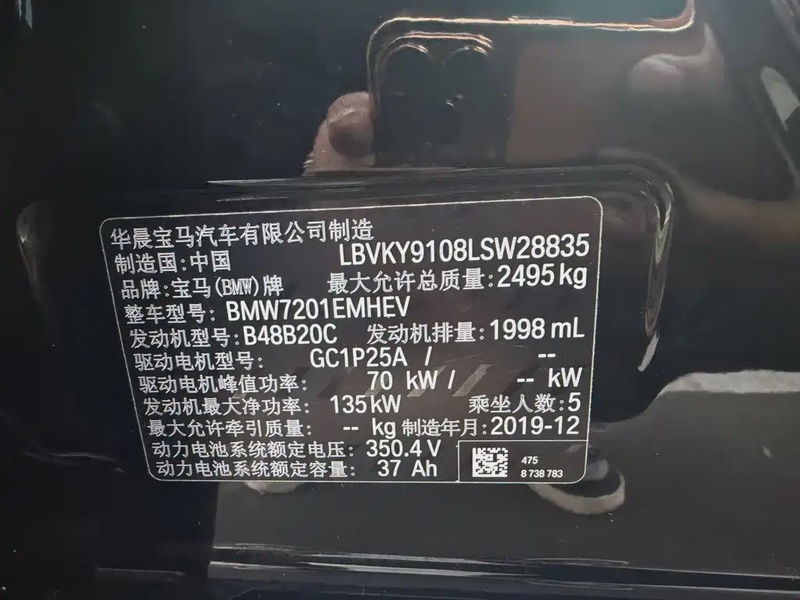 华晨宝马汽车有限公司制造
制造国:中国 LBVKY9108LSW28835
品牌:宝马(BMW)牌 最大允许总质量:2495kg
整车型号: BMW7201EMHEV
发动机型号:B48B20C 发动机排量:1998 mL
驱动电机型号: GC1P25A / --
驱动电机峰值功率: 70 kW / -- kW
发动机最大净功率: 135kW 乘坐人数:5
最大允许牵引质量: -- kg 制造年月:2019-12
动力电池系统额定电压: 350.4 V
动力电池系统额定容量: 37 Ah
475
8 738 783